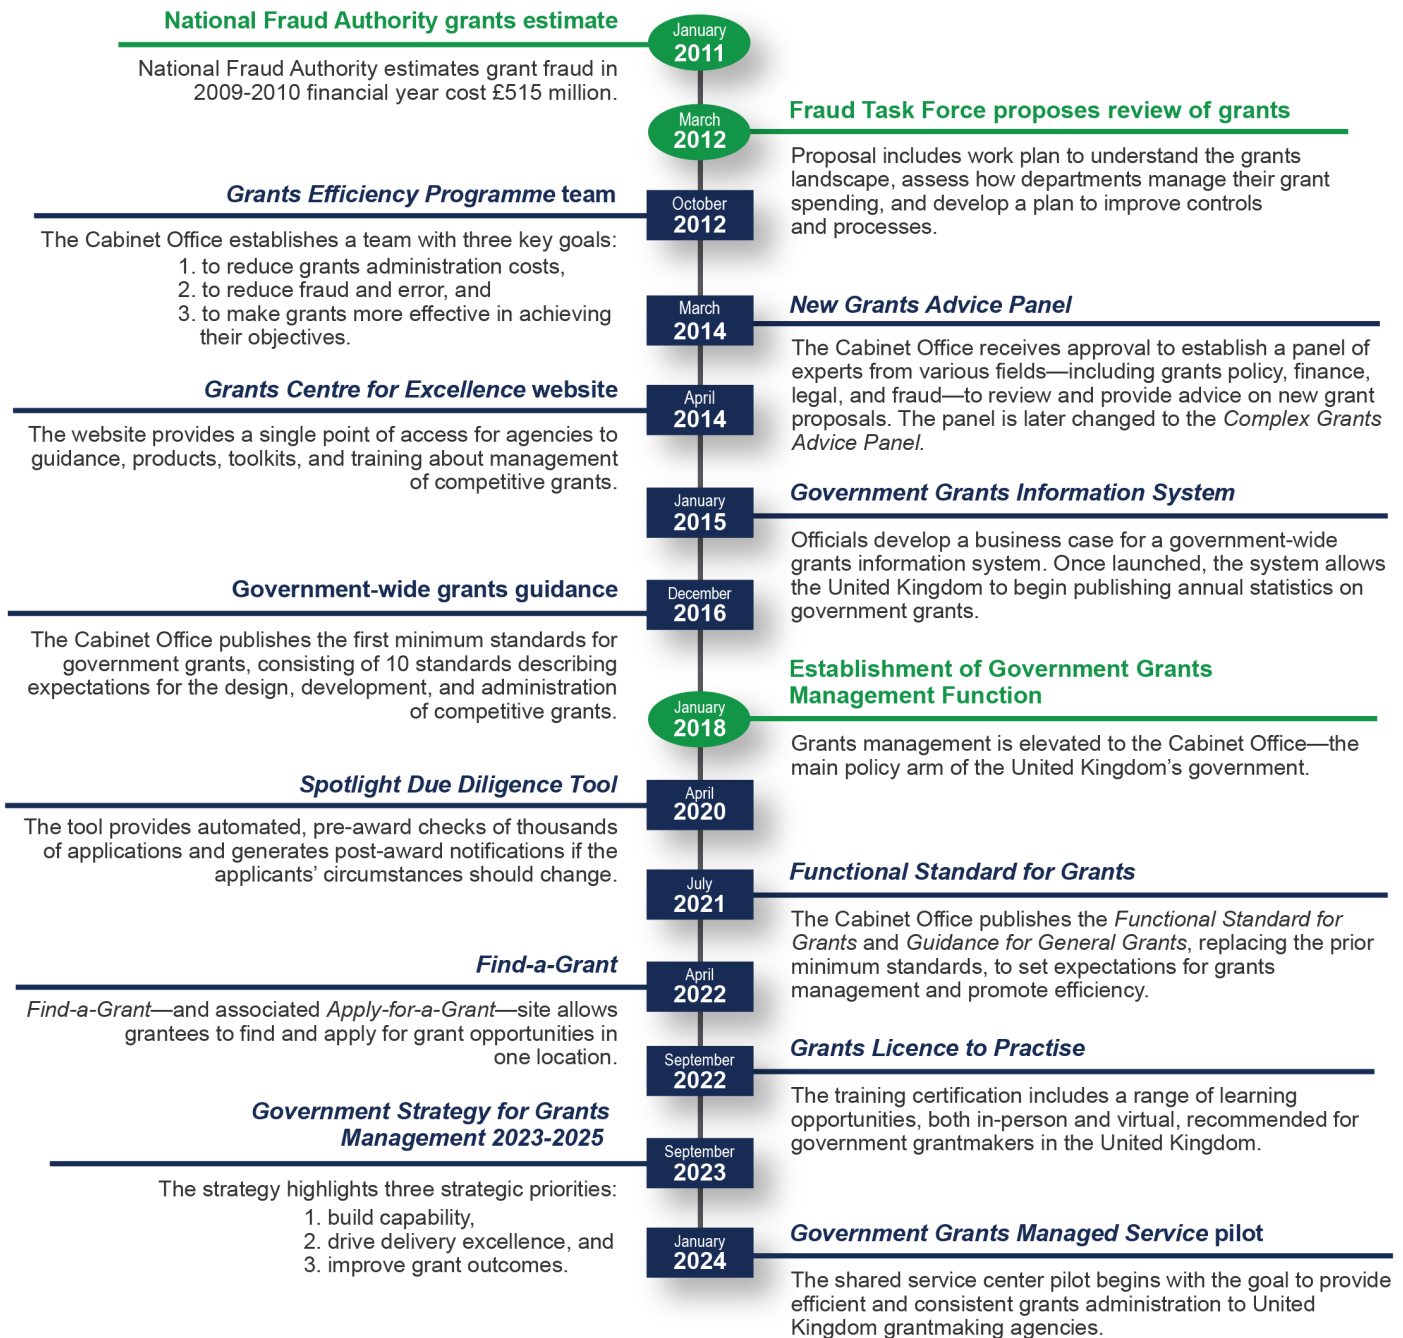 National Fraud Authority grants estimate
January
2011
National Fraud Authority estimates grant fraud in
2009-2010 financial year cost £515 million.
March
2012
Fraud Task Force proposes review of grants
Proposal includes work plan to understand the grants
landscape, assess how departments manage their grant
spending, and develop a plan to improve controls
and processes.
Grants Efficiency Programme team
October
2012
The Cabinet Office establishes a team with three key goals:
1. to reduce grants administration costs,
2. to reduce fraud and error, and
3. to make grants more effective in achieving
their objectives.
March
2014
New Grants Advice Panel
The Cabinet Office receives approval to establish a panel of
experts from various fields—including grants policy, finance,
legal, and fraud—to review and provide advice on new grant
proposals. The panel is later changed to the Complex Grants
Advice Panel.
Grants Centre for Excellence website
April
2014
The website provides a single point of access for agencies to
guidance, products, toolkits, and training about management
of competitive grants.
January
2015
Government Grants Information System
Officials develop a business case for a government-wide
grants information system. Once launched, the system allows
the United Kingdom to begin publishing annual statistics on
government grants.
Government-wide grants guidance
December
2016
The Cabinet Office publishes the first minimum standards for
government grants, consisting of 10 standards describing
expectations for the design, development, and administration
of competitive grants.
January
2018
Establishment of Government Grants
Management Function
Grants management is elevated to the Cabinet Office—the
main policy arm of the United Kingdom’s government.
Spotlight Due Diligence Tool
April
2020
The tool provides automated, pre-award checks of thousands
of applications and generates post-award notifications if the
applicants’ circumstances should change.
July
2021
Functional Standard for Grants
The Cabinet Office publishes the Functional Standard for
Grants and Guidance for General Grants, replacing the prior
minimum standards, to set expectations for grants
management and promote efficiency.
Find-a-Grant
April
2022
Find-a-Grant—and associated Apply-for-a-Grant—site allows
grantees to find and apply for grant opportunities in
one location.
September
2022
Grants Licence to Practise
The training certification includes a range of learning
opportunities, both in-person and virtual, recommended for
government grantmakers in the United Kingdom.
Government Strategy for Grants
Management 2023-2025
September
2023
The strategy highlights three strategic priorities:
1. build capability,
2. drive delivery excellence, and
3. improve grant outcomes.
January
2024
Government Grants Managed Service pilot
The shared service center pilot begins with the goal to provide
efficient and consistent grants administration to United
Kingdom grantmaking agencies.